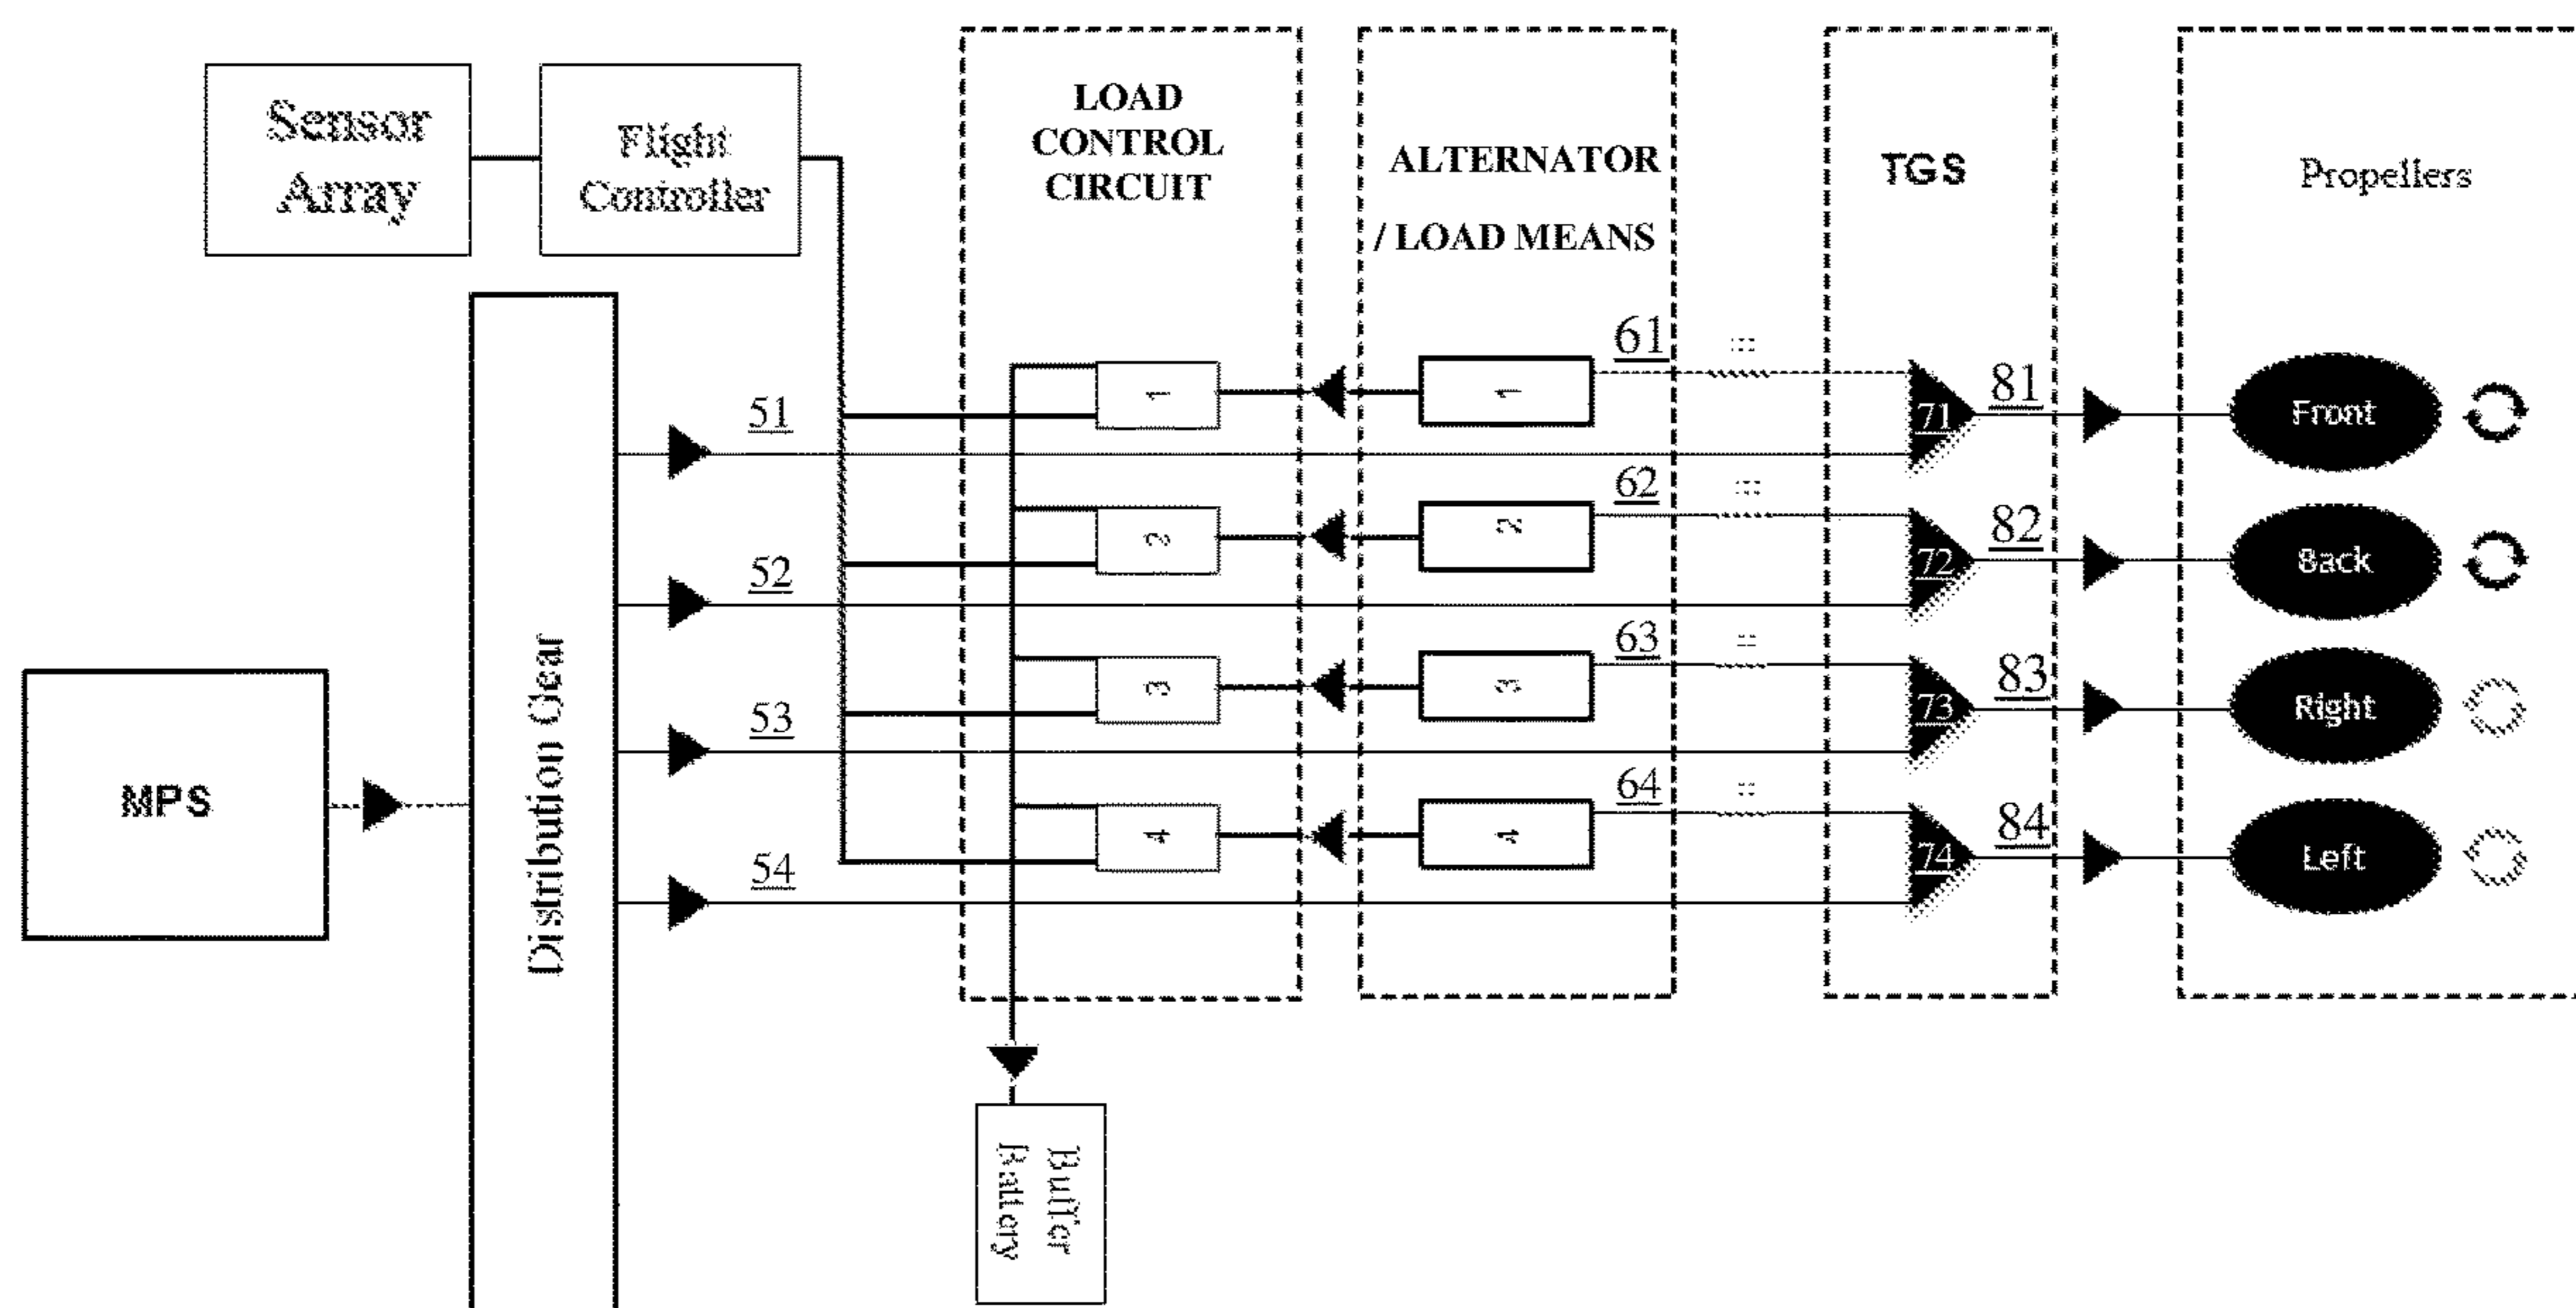 Sensor
Array
Flight
Controller
LOAD
CONTROL
CIRCUIT
ALTERNATOR
/ LOAD MEANS
TGS
Propellers
MPS
Distribution Gear
51
52
53
54
1
2
3
4
1
2
3
4
61
62
63
64
71
72
73
74
81
82
83
84
Front
Back
Right
Left
Buffer
Battery